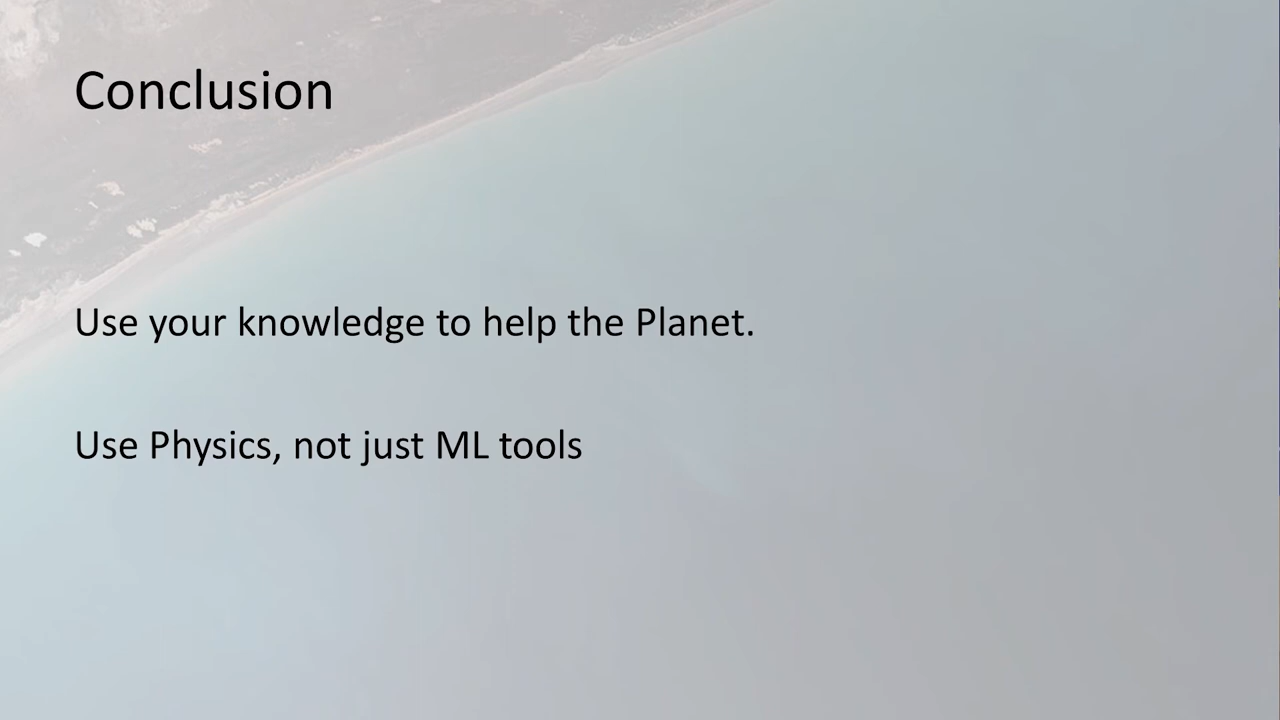 Conclusion
Use your knowledge to help the Planet.
Use Physics, not just ML tools